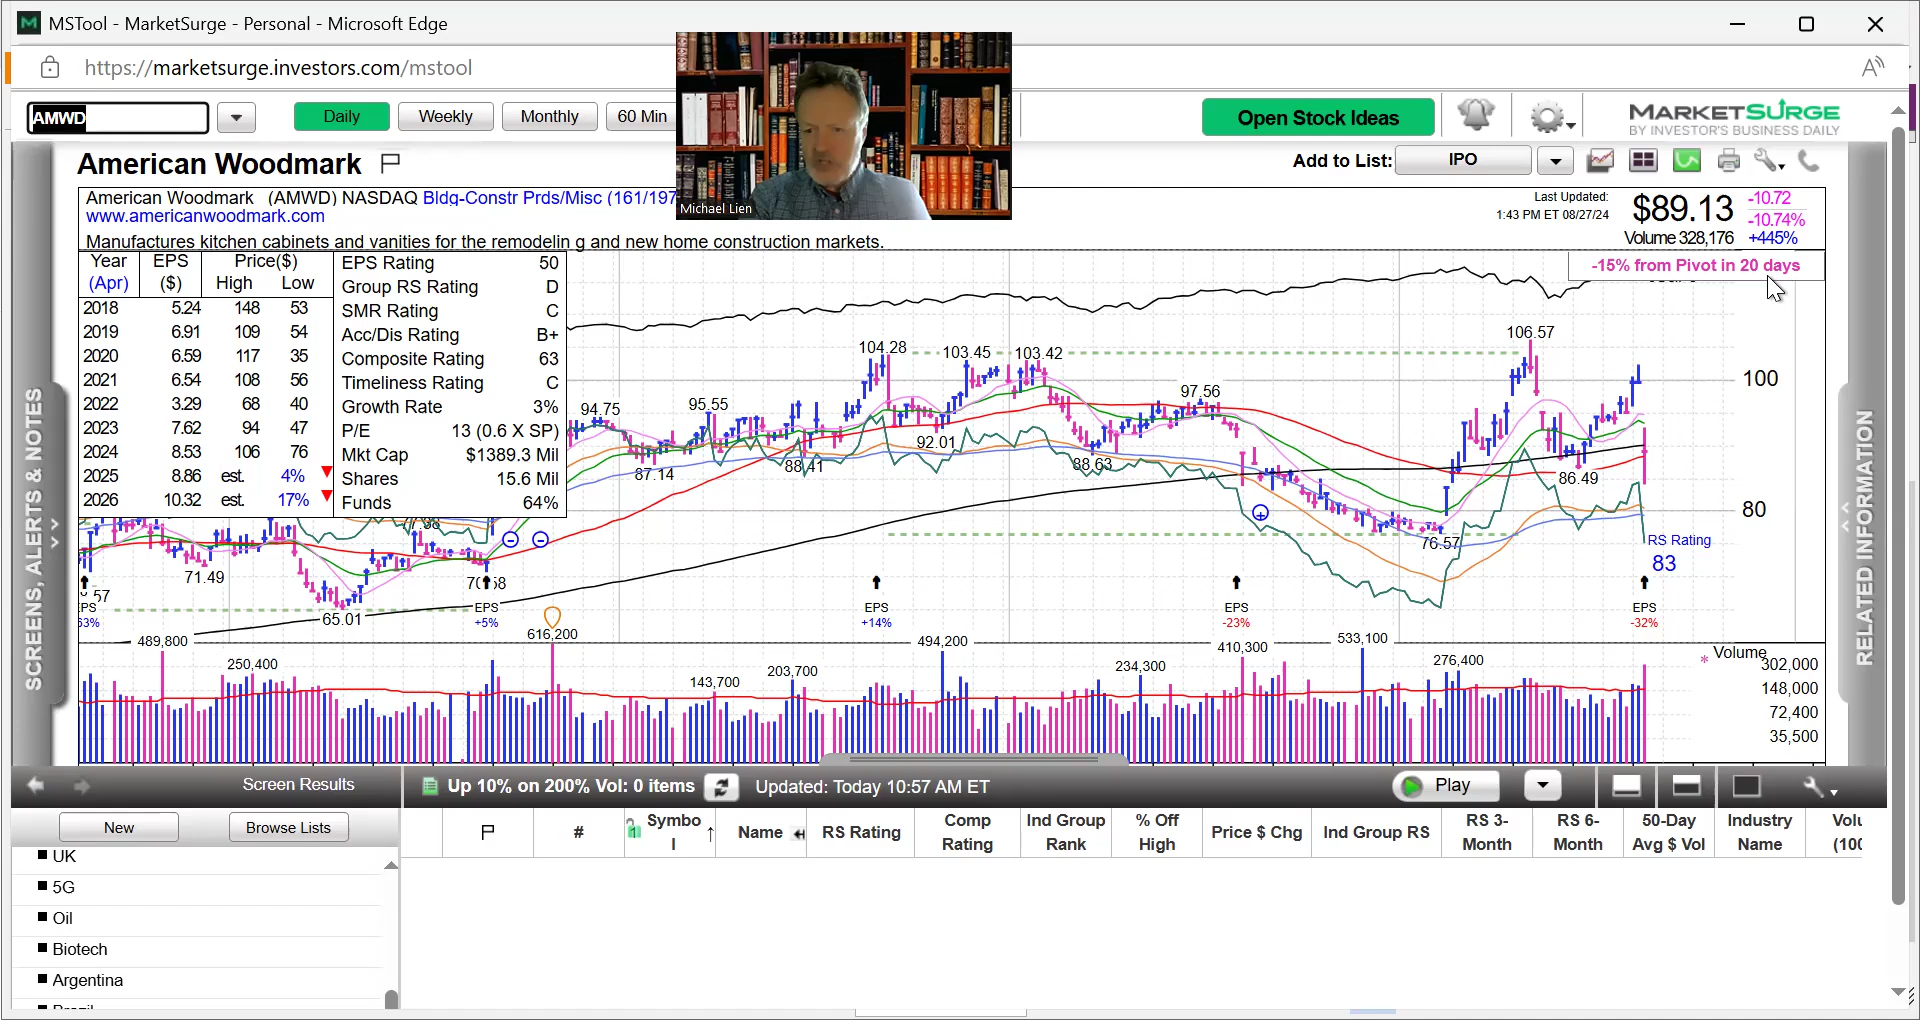 MSTool - MarketSurge - Personal - Microsoft Edge
https://marketsurge.investors.com/mstool
AMWD
Daily
Weekly
Monthly
60 Min
Open Stock Ideas
MARKETSURGE
BY INVESTOR'S BUSINESS DAILY
American Woodmark
Add to List:
IPO
Michael Lien
American Woodmark (AMWD) NASDAQ Bldg-Constr Prds/Misc (161/197
www.americanwoodmark.com
Manufactures kitchen cabinets and vanities for the remodelin g and new home construction markets.
Last Updated:
1:43 PM ET 08/27/24
$89.13
-10.72
-10.74%
Volume 328,176 +445%
-15% from Pivot in 20 days
Year EPS Price($)
(Apr) ($) High Low
2018 5.24 148 53
2019 6.91 109 54
2020 6.59 117 35
2021 6.54 108 56
2022 3.29 68 40
2023 7.62 94 47
2024 8.53 106 76
2025 8.86 est. 4%
2026 10.32 est. 17%
EPS Rating 50
Group RS Rating D
SMR Rating C
Acc/Dis Rating B+
Composite Rating 63
Timeliness Rating C
Growth Rate 3%
P/E 13 (0.6 X SP)
Mkt Cap $1389.3 Mil
Shares 15.6 Mil
Funds 64%
106.57
104.28
103.45
103.42
97.56
94.75
95.55
92.01
88.41
88.63
87.14
86.49
76.57
71.49
65.01
100
80
RS Rating
83
EPS
+5%
EPS
+14%
EPS
-23%
EPS
-32%
489,800
250,400
616,200
143,700
203,700
494,200
234,300
410,300
533,100
276,400
* Volume
302,000
148,000
72,400
35,500
Screen Results
Up 10% on 200% Vol: 0 items
Updated: Today 10:57 AM ET
Play
New
Browse Lists
UK
5G
Oil
Biotech
Argentina
#
Symbo
l
Name
RS Rating
Comp
Rating
Ind Group
Rank
% Off
High
Price $ Chg
Ind Group RS
RS 3-
Month
RS 6-
Month
50-Day
Avg $ Vol
Industry
Name
Volu
(100
SCREENS, ALERTS & NOTES
RELATED INFORMATION